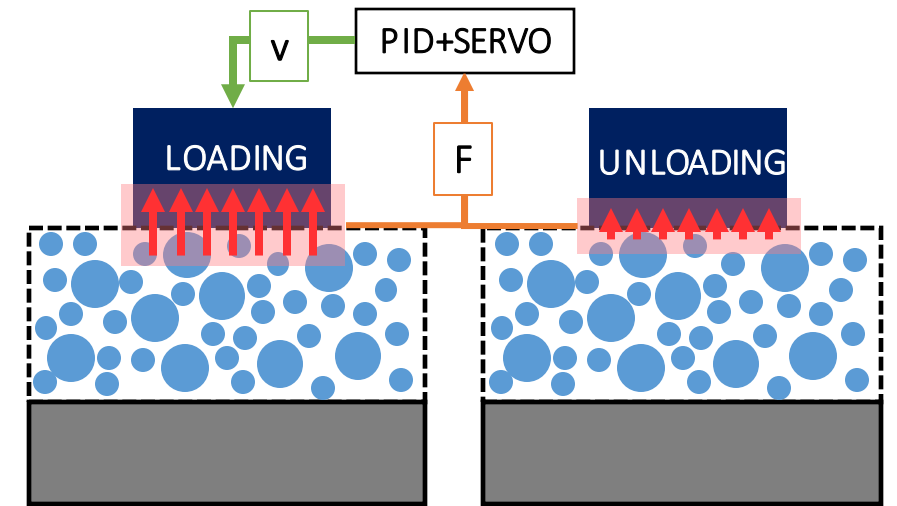 v
PID+SERVO
LOADING
F
UNLOADING